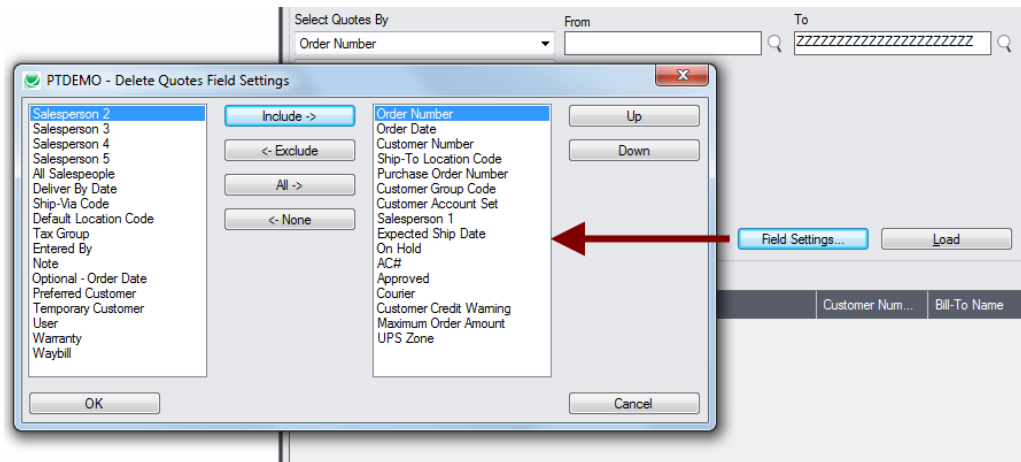 Select Quotes By
From
To
Order Number
ZZZZZZZZZZZZZZZZZZZZZZ
PTDEMO - Delete Quotes Field Settings
Salesperson 2
Salesperson 3
Salesperson 4
Salesperson 5
All Salespeople
Deliver By Date
Ship-Via Code
Default Location Code
Tax Group
Entered By
Note
Optional - Order Date
Preferred Customer
Temporary Customer
User
Warranty
Waybill
Include ->
<- Exclude
All ->
<- None
Order Number
Order Date
Customer Number
Ship-To Location Code
Purchase Order Number
Customer Group Code
Customer Account Set
Salesperson 1
Expected Ship Date
On Hold
AC#
Approved
Courier
Customer Credit Warning
Maximum Order Amount
UPS Zone
Up
Down
OK
Cancel
Field Settings...
Load
Customer Num...
Bill-To Name